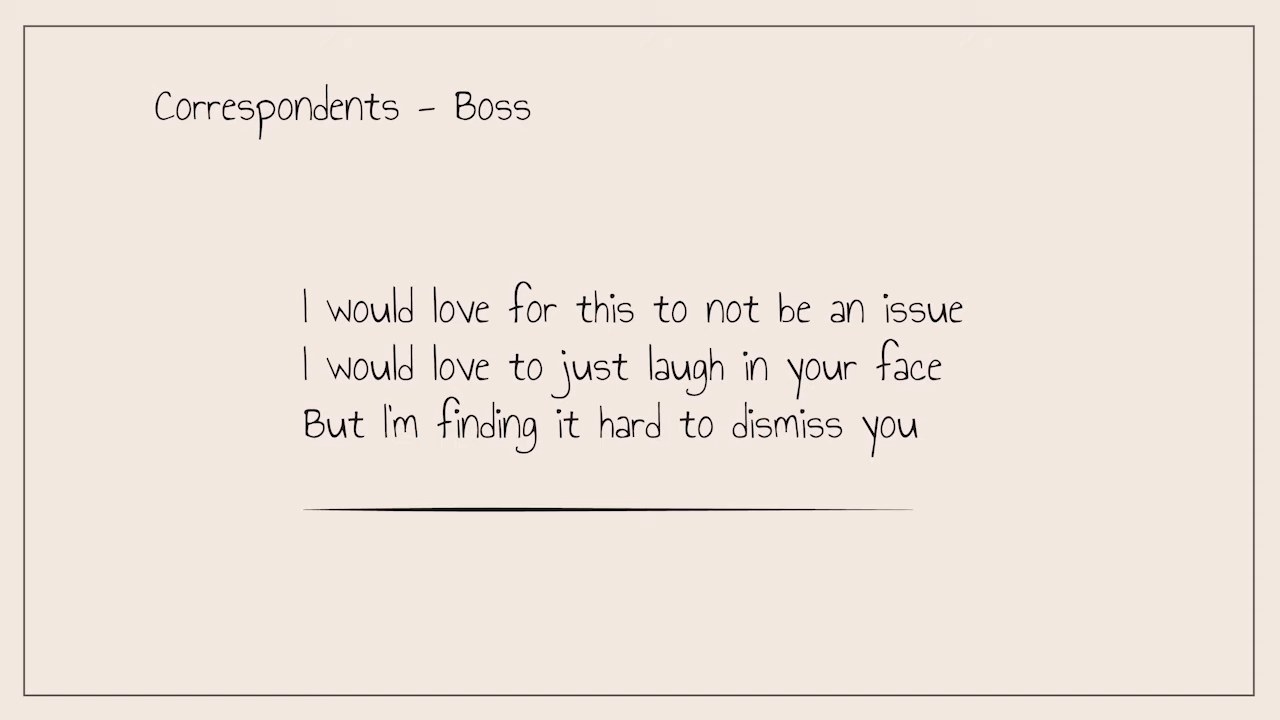 Correspondents - Boss
I would love for this to not be an issue
I would love to just laugh in your face
But I'm finding it hard to dismiss you